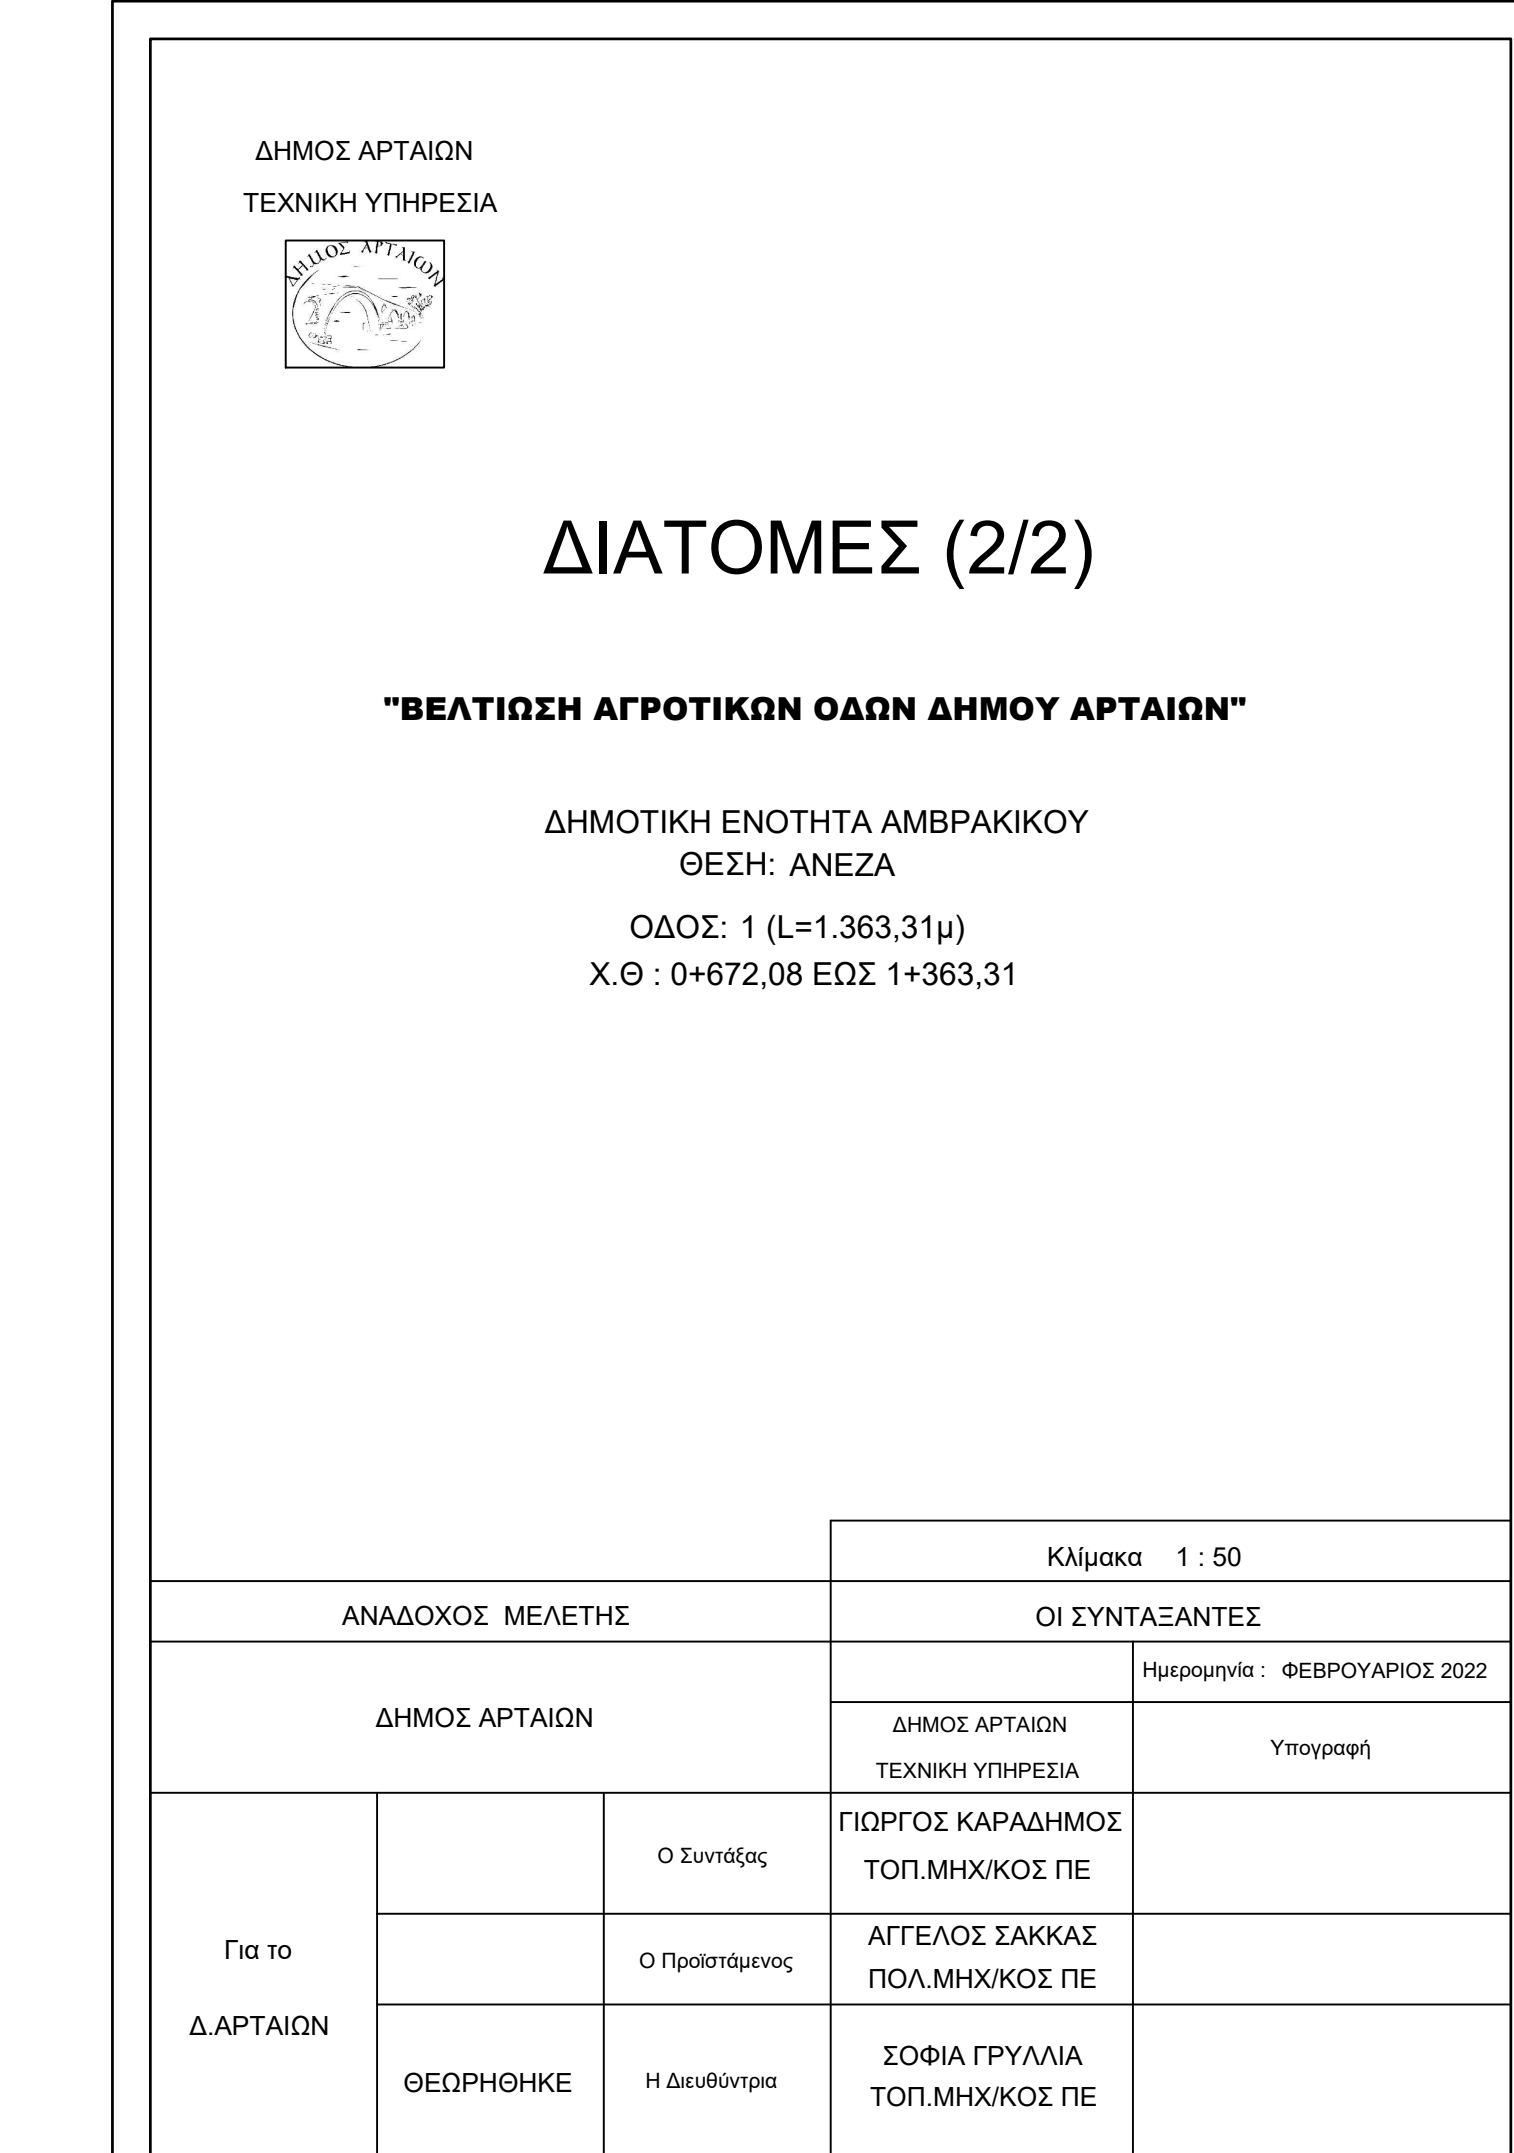 ΔΗΜΟΣ ΑΡΤΑΙΩΝ
ΤΕΧΝΙΚΗ ΥΠΗΡΕΣΙΑ
ΔΗΜΟΣ ΑΡΤΑΙΩΝ
ΔΙΑΤΟΜΕΣ (2/2)
"ΒΕΛΤΙΩΣΗ ΑΓΡΟΤΙΚΩΝ ΟΔΩΝ ΔΗΜΟΥ ΑΡΤΑΙΩΝ"
ΔΗΜΟΤΙΚΗ ΕΝΟΤΗΤΑ ΑΜΒΡΑΚΙΚΟΥ
ΘΕΣΗ: ΑΝΕΖΑ
ΟΔΟΣ: 1 (L=1.363,31μ)
Χ.Θ : 0+672,08 ΕΩΣ 1+363,31
Κλίμακα 1 : 50
ΑΝΑΔΟΧΟΣ ΜΕΛΕΤΗΣ
ΟΙ ΣΥΝΤΑΞΑΝΤΕΣ
Ημερομηνία : ΦΕΒΡΟΥΑΡΙΟΣ 2022
ΔΗΜΟΣ ΑΡΤΑΙΩΝ
ΔΗΜΟΣ ΑΡΤΑΙΩΝ
ΤΕΧΝΙΚΗ ΥΠΗΡΕΣΙΑ
Υπογραφή
Για το
Δ.ΑΡΤΑΙΩΝ
Ο Συντάξας
ΓΙΩΡΓΟΣ ΚΑΡΑΔΗΜΟΣ
ΤΟΠ.ΜΗΧ/ΚΟΣ ΠΕ
Ο Προϊστάμενος
ΑΓΓΕΛΟΣ ΣΑΚΚΑΣ
ΠΟΛ.ΜΗΧ/ΚΟΣ ΠΕ
ΘΕΩΡΗΘΗΚΕ
Η Διευθύντρια
ΣΟΦΙΑ ΓΡΥΛΛΙΑ
ΤΟΠ.ΜΗΧ/ΚΟΣ ΠΕ